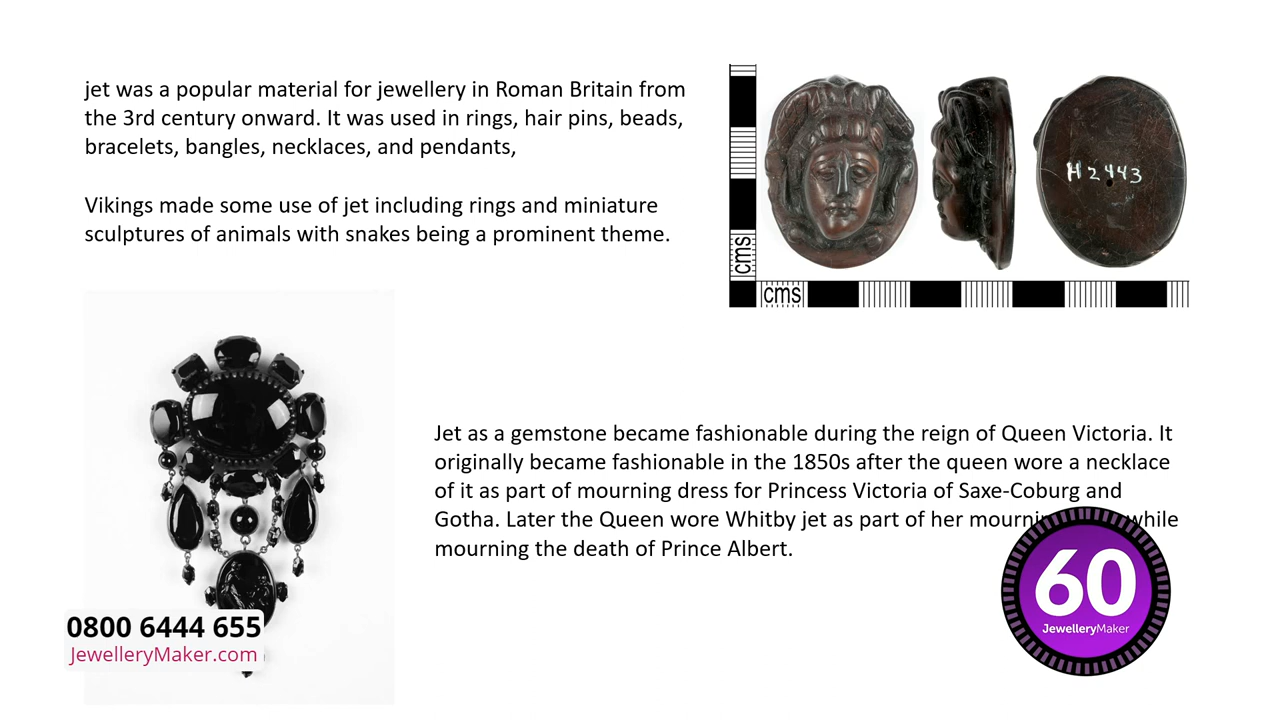 jet was a popular material for jewellery in Roman Britain from
the 3rd century onward. It was used in rings, hair pins, beads,
bracelets, bangles, necklaces, and pendants,
Vikings made some use of jet including rings and miniature
sculptures of animals with snakes being a prominent theme.
H2443
cms
cms
Jet as a gemstone became fashionable during the reign of Queen Victoria. It
originally became fashionable in the 1850s after the queen wore a necklace
of it as part of mourning dress for Princess Victoria of Saxe-Coburg and
Gotha. Later the Queen wore Whitby jet as part of her while
mourning the death of Prince Albert.
60
JewelleryMaker
0800 6444 655
JewelleryMaker.com